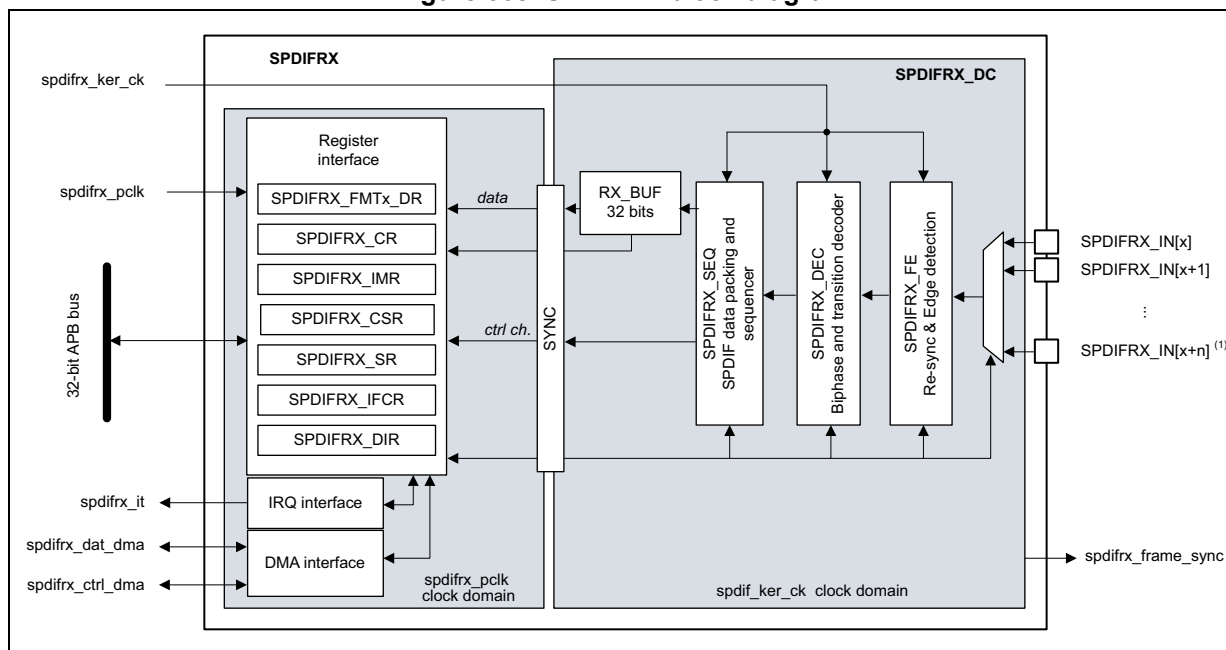 SPDIFRX
SPDIFRX_DC
spdifrx_ker_ck
spdifrx_pclk
32-bit APB bus
spdifrx_it
spdifrx_dat_dma
spdifrx_ctrl_dma
Register
interface
SPDIFRX_FMTx_DR
SPDIFRX_CR
SPDIFRX_IMR
SPDIFRX_CSR
SPDIFRX_SR
SPDIFRX_IFCR
SPDIFRX_DIR
IRQ interface
DMA interface
spdifrx_pclk
clock domain
data
ctrl ch.
SYNC
RX_BUF
32 bits
SPDIFRX_SEQ
SPDIF data packing and
sequencer
SPDIFRX_DEC
Biphase and transition decoder
SPDIFRX_FE
Re-sync & Edge detection
spdif_ker_ck clock domain
SPDIFRX_IN[x]
SPDIFRX_IN[x+1]
...
SPDIFRX_IN[x+n] (1)
spdifrx_frame_sync